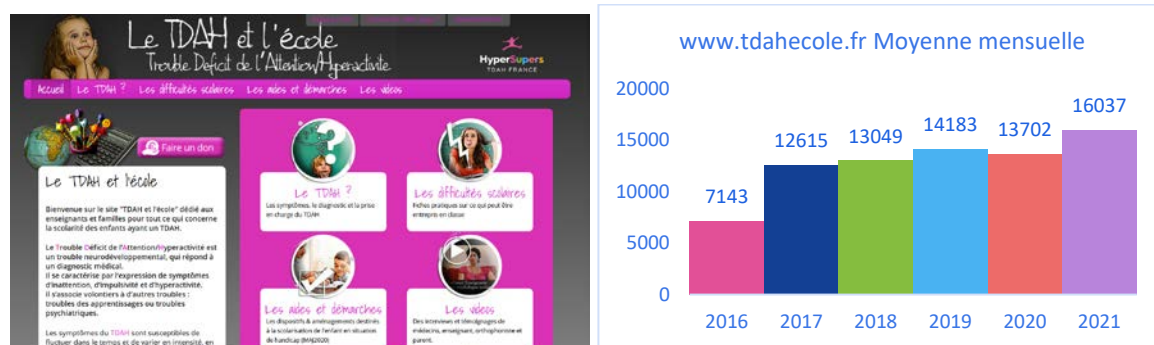 Le TDAH et l'école
Trouble Deficit de l'Attention/Hyperactivite
HyperSupers
TDAH FRANCE
Accueil Le TDAH ? Les difficultés scolaires Les aides et démarches Les videos
Faire un don
Le TDAH et l'école
Bienvenue sur le site "TDAH et l'école" dédié aux
enseignants et familles pour tout ce qui concerne
la scolarité des enfants ayant un TDAH.
Le Trouble Déficit de l'Attention/Hyperactivité est
un trouble neurodéveloppemental, qui répond à
un diagnostic médical.
Il se caractérise par l'expression de symptômes
d'inattention, d'impulsivité et d'hyperactivité.
Il s'associe volontiers à d'autres troubles :
troubles des apprentissages ou troubles
psychiatriques.
Les symptômes du TDAH sont susceptibles de
fluctuer dans le temps et de varier en intensité, en
Le TDAH ?
Les symptômes, le diagnostic et la prise
en charge du TDAH
Les difficultés scolaires
Fiches pratiques sur ce qui peut être
entrepris en classe
Les aides et démarches
Les dispositifs & aménagements destinés
à la scolarisation de l'enfant en situation
de handicap (MAJ2020)
Les videos
Des interviews et témoignages de
médecins, enseignant, orthophoniste et
parent.
www.tdahecole.fr Moyenne mensuelle
20000
15000
10000
5000
0
7143
12615
13049
14183
13702
16037
2016 2017 2018 2019 2020 2021